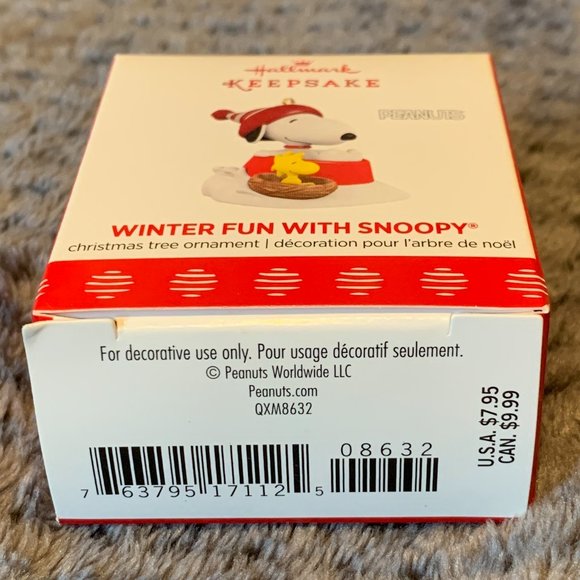 Hallmark
KEEPSAKE
PEANUTS
WINTER FUN WITH SNOOPY®
christmas tree ornament | décoration pour l'arbre de noël
For decorative use only. Pour usage décoratif seulement.
© Peanuts Worldwide LLC
Peanuts.com
QXM8632
U.S.A. $7.95
CAN. $9.99
08632
7 63795 17112 5